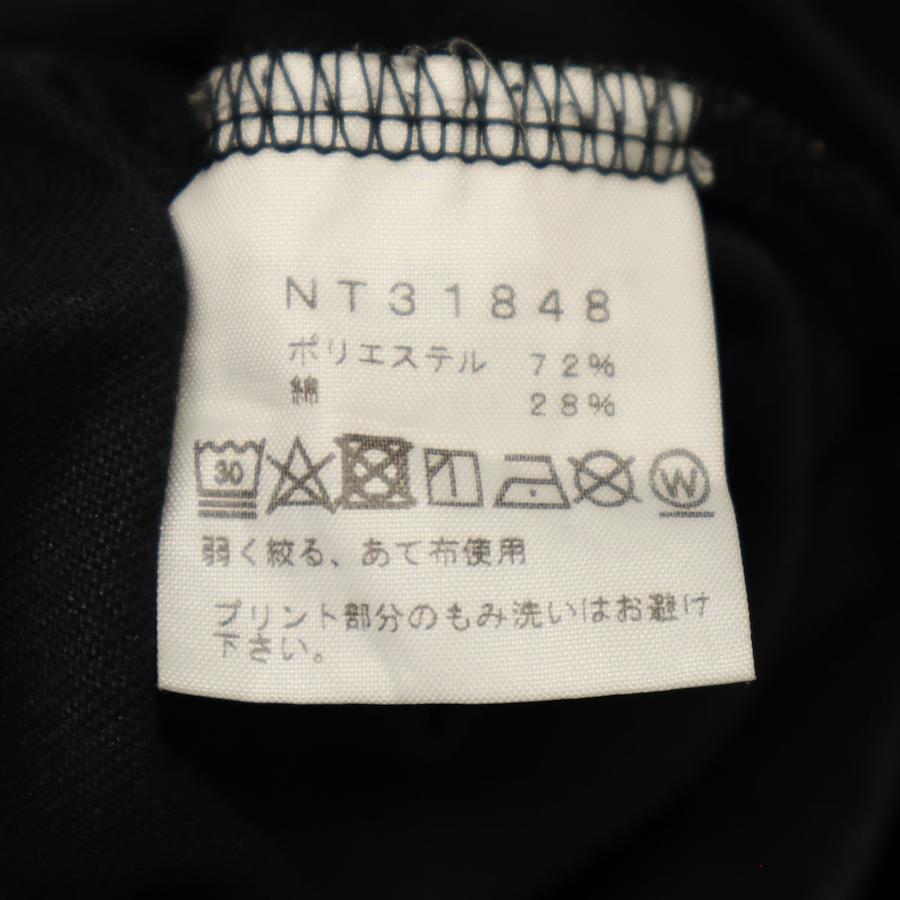 NT31848
ポリエステル 72%
綿 28%
30 W
弱く絞る、あて布使用
プリント部分のもみ洗いはお避け
下さい。